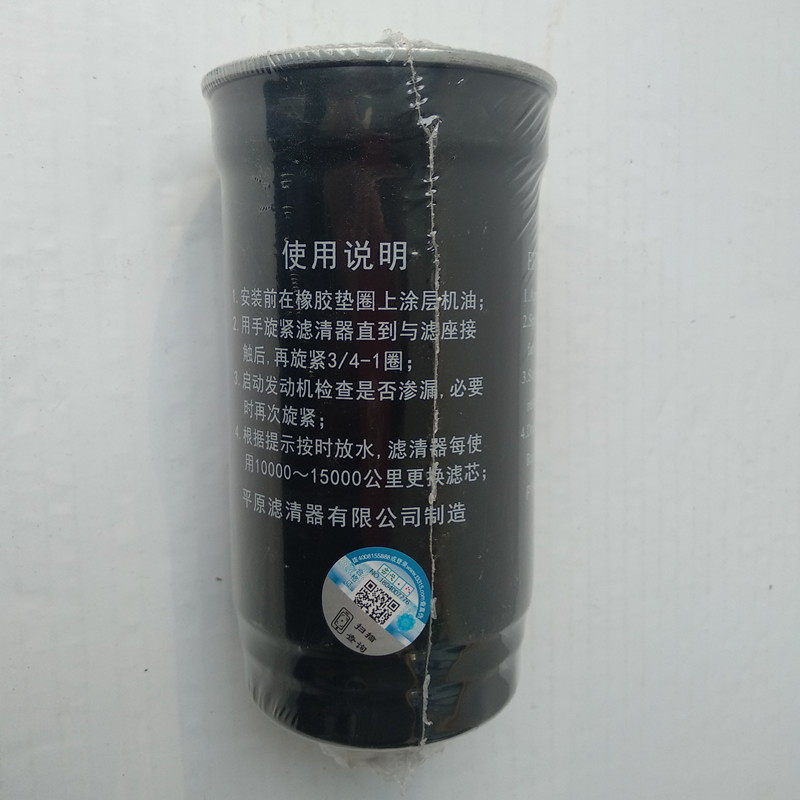 使用说明
1.安装前在橡胶垫圈上涂层机油;
2.用手旋紧滤清器直到与滤座接
触后,再旋紧3/4-1圈;
3.启动发动机检查是否渗漏,必要
时再次旋紧;
4.根据提示按时放水,滤清器每使
用10000～15000公里更换滤芯;
平原滤清器有限公司制造
扫描
查询
1.
2.
3.S
4.D